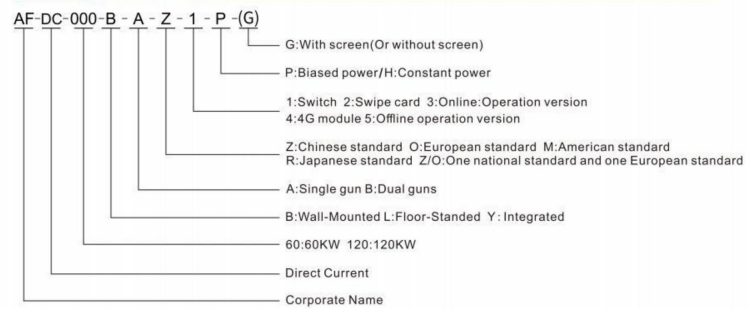 AF-DC-000-B-A-Z-1-P-(G)
G:With screen(Or without screen)
P:Biased power/H:Constant power
1:Switch 2:Swipe card 3:Online:Operation version
4:4G module 5:Offline operation version
Z:Chinese standard O:European standard M:American standard
R:Japanese standard Z/O:One national standard and one European standard
A:Single gun B:Dual guns
B:Wall-Mounted L:Floor-Standed Y: Integrated
60:60KW 120:120KW
Direct Current
Corporate Name